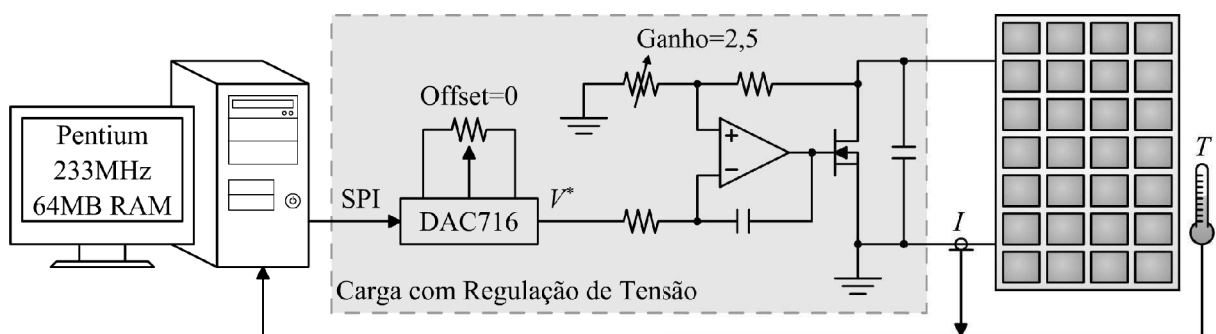 Pentium
233MHz
64MB RAM
SPI
Offset=0
DAC716
V*
Ganho=2,5
+
−
I
T
Carga com Regulação de Tensão